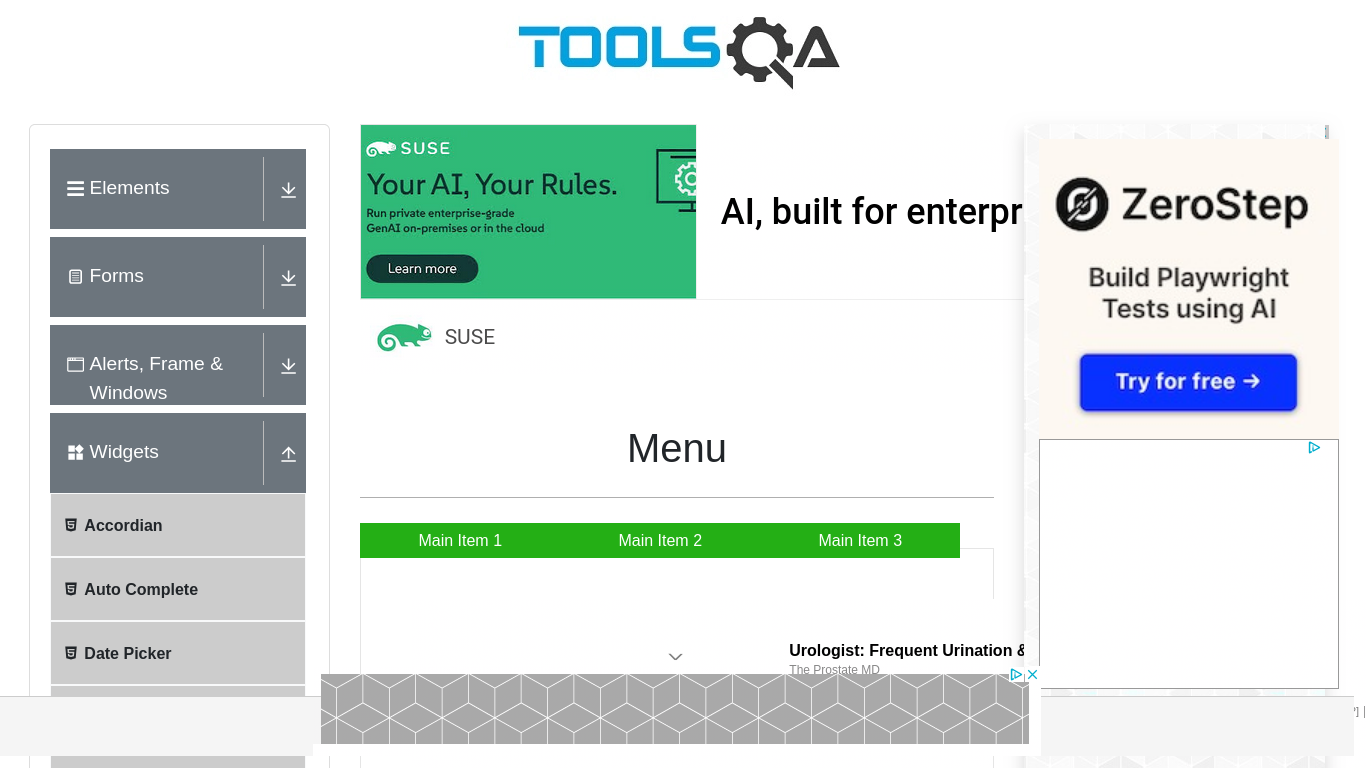 TOOLSQA
Elements
Forms
Alerts, Frame &
Windows
Widgets
Accordian
Auto Complete
Date Picker
SUSE
Your AI, Your Rules.
Run private enterprise-grade
GenAI on-premises or in the cloud
Learn more
AI, built for enterpr
SUSE
Menu
Main Item 1
Main Item 2
Main Item 3
Urologist: Frequent Urination &
The Prostate MD
ZeroStep
Build Playwright
Tests using AI
Try for free →